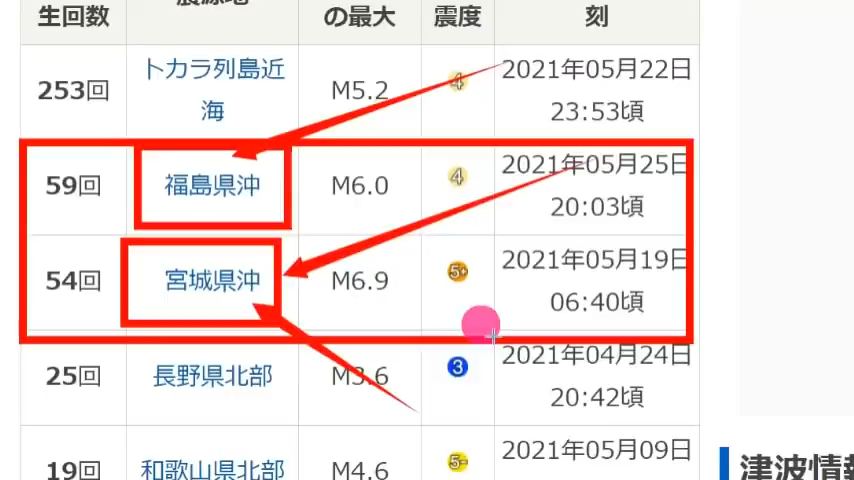 生回数 の最大 震度 刻
253回 トカラ列島近海 M5.2 4 2021年05月22日 23:53頃
59回 福島県沖 M6.0 4 2021年05月25日 20:03頃
54回 宮城県沖 M6.9 5+ 2021年05月19日 06:40頃
25回 長野県北部 M3.6 3 2021年04月24日 20:42頃
19回 和歌山県北部 M4.6 5- 2021年05月09日
津波情報